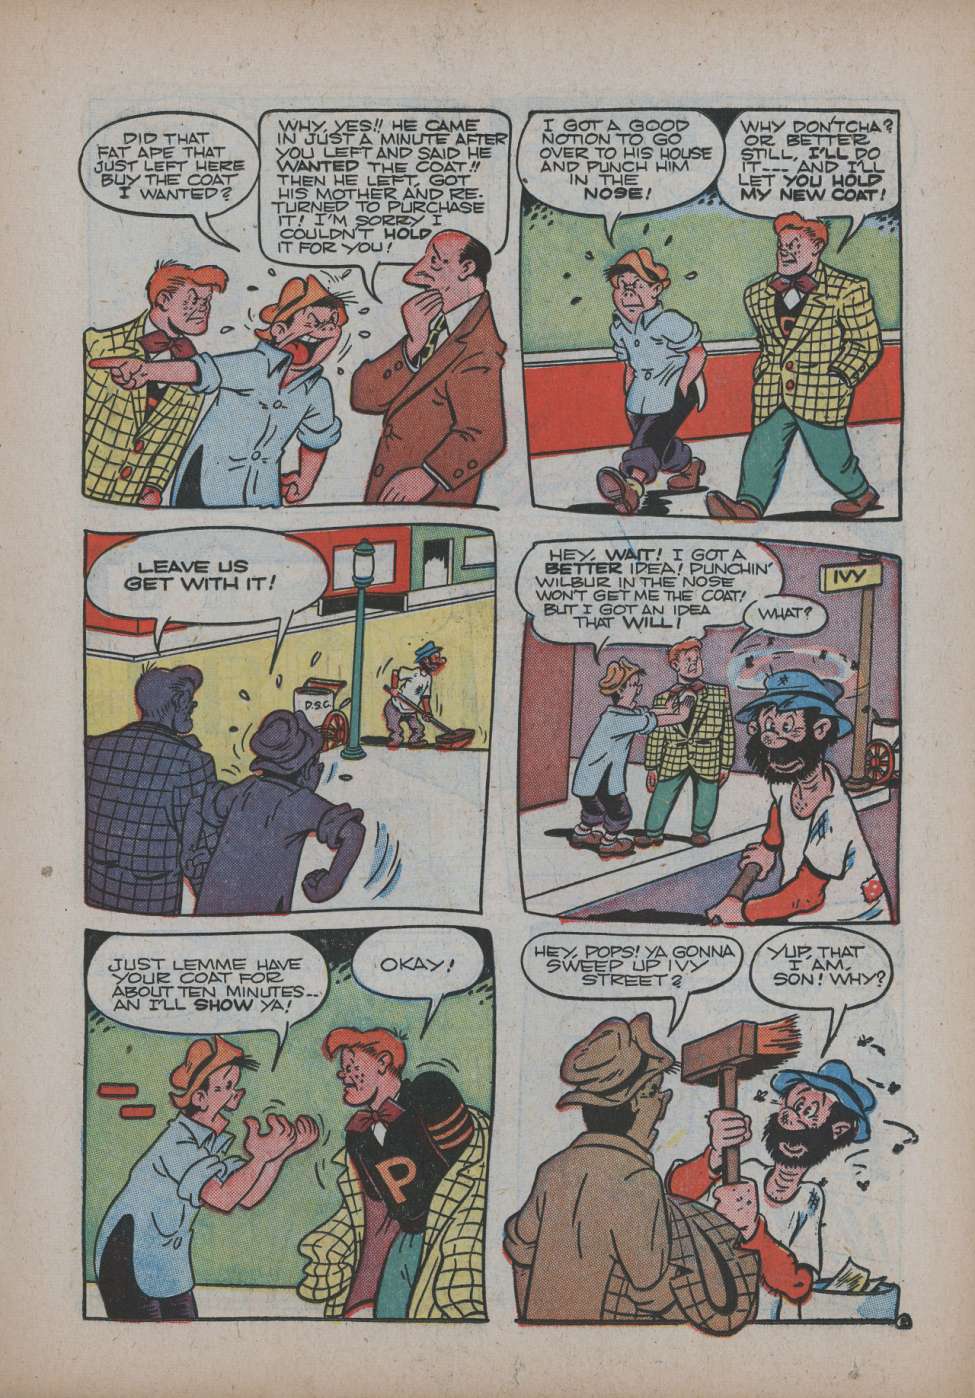 DID THAT
FAT APE THAT
JUST LEFT HERE
BUY THE COAT
I WANTED?
WHY, YES!! HE CAME
IN JUST A MINUTE AFTER
YOU LEFT AND SAID HE
WANTED THE COAT!!
THEN HE LEFT, GOT
HIS MOTHER AND RE-
TURNED TO PURCHASE
IT! I'M SORRY I
COULDN'T HOLD
IT FOR YOU!
I GOT A GOOD
NOTION TO GO
OVER TO HIS HOUSE
AND PUNCH HIM
IN THE
NOSE!
WHY DON'TCHA?
OR BETTER
STILL, I'LL DO
IT--- AND I'LL
LET YOU HOLD
MY NEW COAT!
LEAVE US
GET WITH IT!
D.S.C.
HEY, WAIT! I GOT A
BETTER IDEA! PUNCHIN'
WILBUR IN THE NOSE
WON'T GET ME THE COAT!
BUT I GOT AN IDEA
THAT WILL!
WHAT?
IVY
JUST LEMME HAVE
YOUR COAT FOR
ABOUT TEN MINUTES--
AN I'LL SHOW YA!
OKAY!
P
HEY, POPS! YA GONNA
SWEEP UP IVY
STREET?
YUP, THAT
I AM,
SON! WHY?